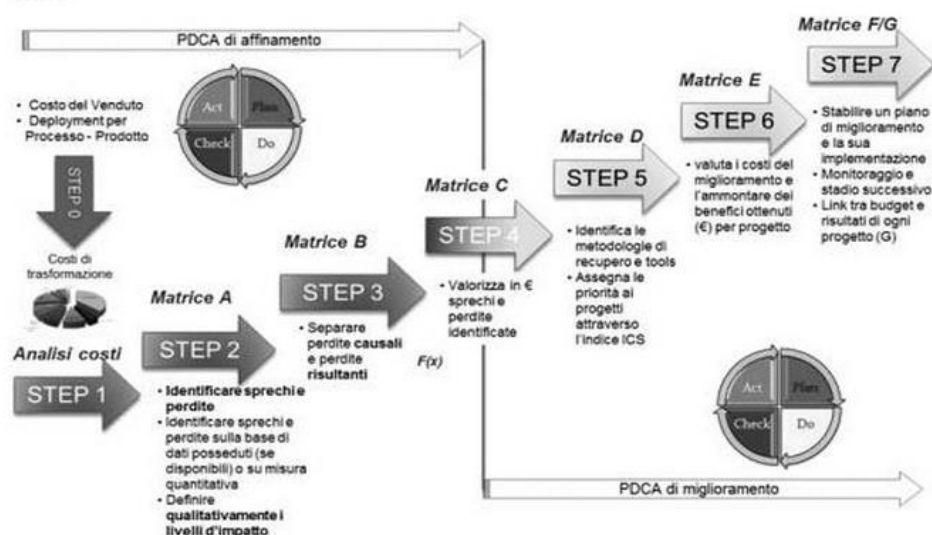 PDCA di affinamento
• Costo del Venduto
• Deployment per
Processo - Prodotto
STEP 0
Costi di
trasformazione
Act
Plan
Check
Do
Analisi costi
STEP 1
Matrice A
STEP 2
• Identificare sprechi e
perdite
• Identificare sprechi e
perdite sulla base di
dati posseduti (se
disponibili) o su misura
quantitativa
• Definire
qualitativamente i
livelli d'impatto
Matrice B
STEP 3
• Separare
perdite causali
e perdite
risultanti
F(x)
Matrice C
STEP 4
• Valorizza in €
sprechi e
perdite
identificate
Matrice D
STEP 5
• Identifica le
metodologie di
recupero e tools
• Assegna le
priorità ai
progetti
attraverso
l'indice ICS
Matrice E
STEP 6
• valuta i costi del
miglioramento e
l'ammontare dei
benefici ottenuti
(€) per progetto
Matrice F/G
STEP 7
• Stabilire un piano
di miglioramento
e la sua
implementazione
• Monitoraggio e
stadio successivo
• Link tra budget e
risultati di ogni
progetto (G)
Act
Plan
Check
Do
PDCA di miglioramento